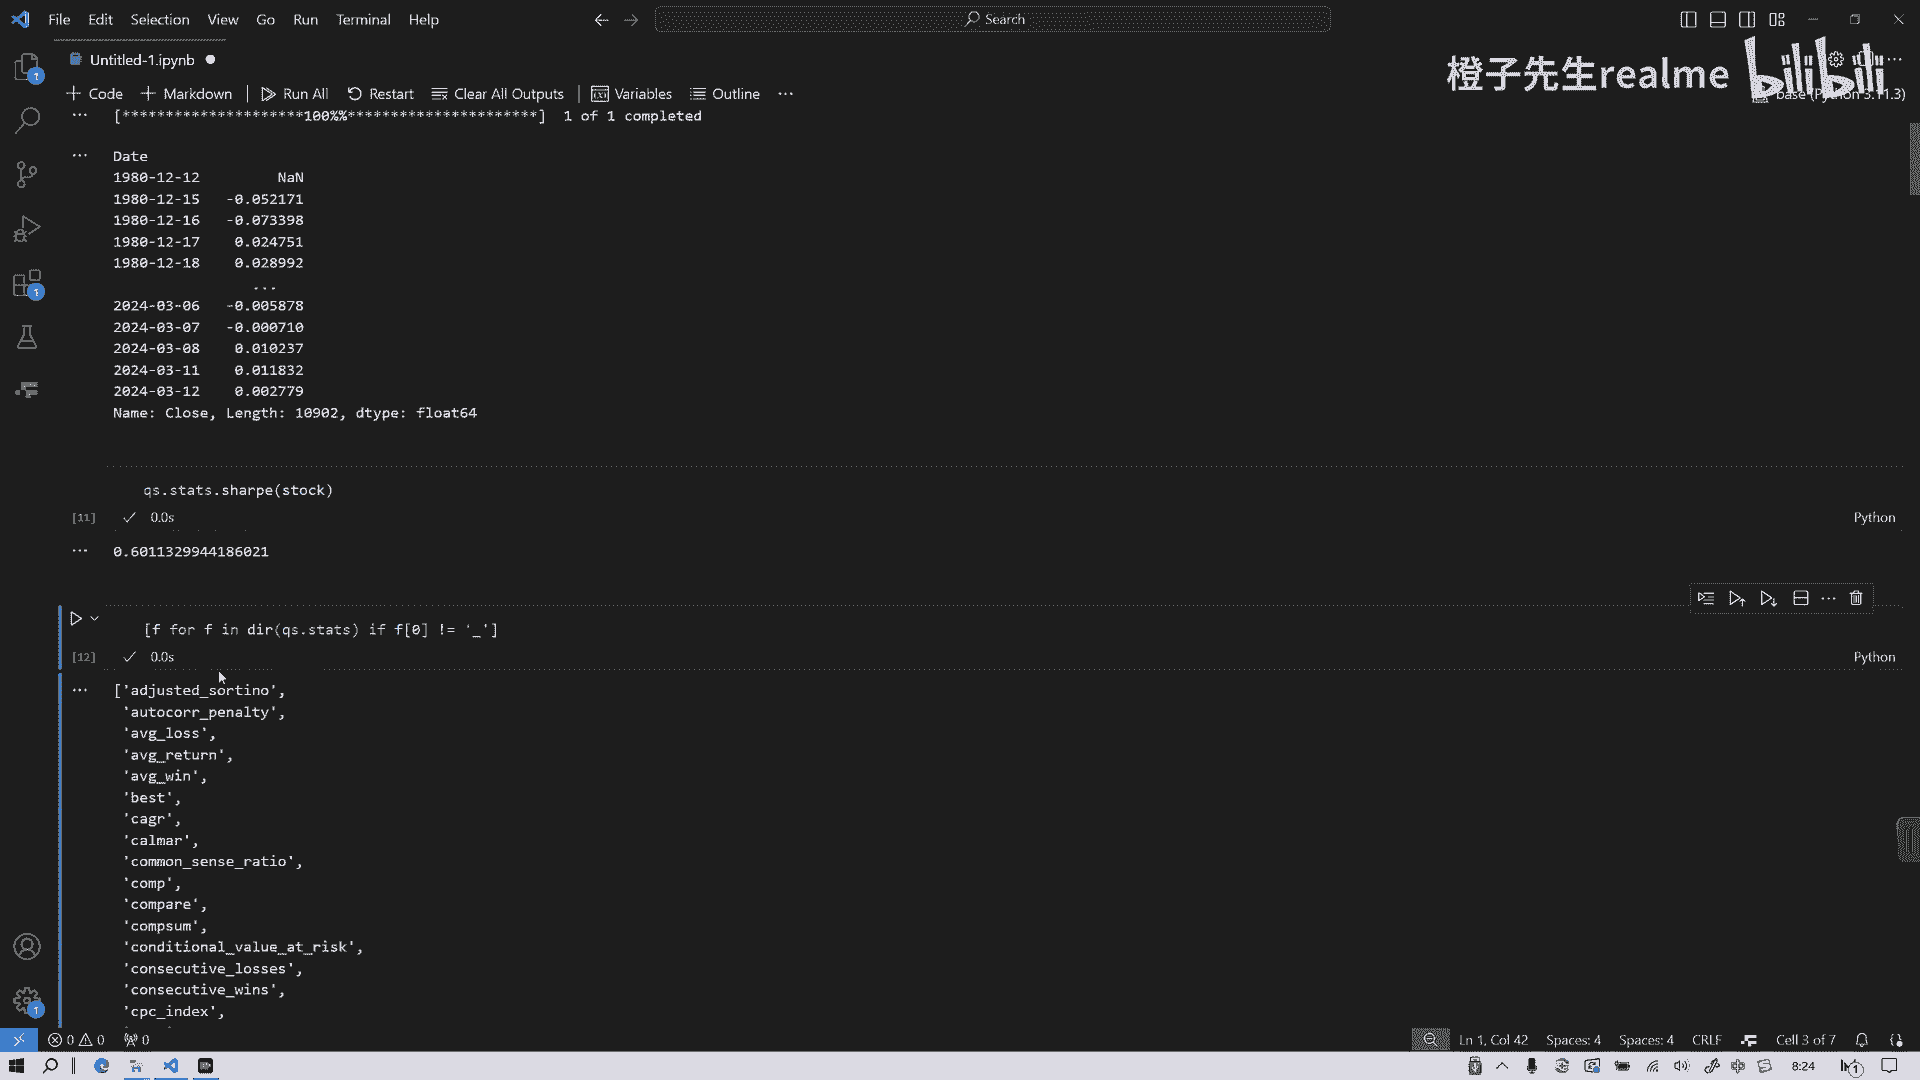 File Edit Selection View Go Run Terminal Help
Search
Untitled-1.ipynb
橙子先生realme bilibili
Code Markdown Run All Restart Clear All Outputs Variables Outline ...
base (Python 3.11.3)
[*********************100%%**********************] 1 of 1 completed
Date
1980-12-12 NaN
1980-12-15 -0.052171
1980-12-16 -0.073398
1980-12-17 0.024751
1980-12-18 0.028992
...
2024-03-06 -0.005878
2024-03-07 -0.000710
2024-03-08 0.010237
2024-03-11 0.011832
2024-03-12 0.002779
Name: Close, Length: 10902, dtype: float64
qs.stats.sharpe(stock)
[11] 0.0s Python
0.6011329944186021
[f for f in dir(qs.stats) if f[0] != '_']
[12] 0.0s Python
['adjusted_sortino',
'autocorr_penalty',
'avg_loss',
'avg_return',
'avg_win',
'best',
'cagr',
'calmar',
'common_sense_ratio',
'comp',
'compare',
'compsum',
'conditional_value_at_risk',
'consecutive_losses',
'consecutive_wins',
'cpc_index',
0 0 0 Ln 1, Col 42 Spaces: 4 Spaces: 4 CRLF Cell 3 of 7
8:24